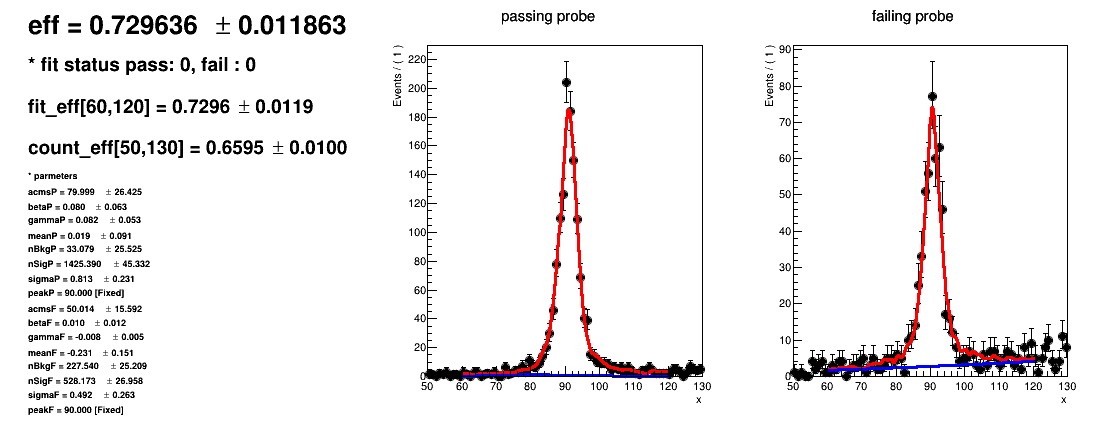 eff = 0.729636 ± 0.011863
* fit status pass: 0, fail : 0
fit_eff[60,120] = 0.7296 ± 0.0119
count_eff[50,130] = 0.6595 ± 0.0100
* parmeters
acmsP = 79.999 ± 26.425
betaP = 0.080 ± 0.063
gammaP = 0.082 ± 0.053
meanP = 0.019 ± 0.091
nBkgP = 33.079 ± 25.525
nSigP = 1425.390 ± 45.332
sigmaP = 0.813 ± 0.231
peakP = 90.000 [Fixed]
acmsF = 50.014 ± 15.592
betaF = 0.010 ± 0.012
gammaF = -0.008 ± 0.005
meanF = -0.231 ± 0.151
nBkgF = 227.540 ± 25.209
nSigF = 528.173 ± 26.958
sigmaF = 0.492 ± 0.263
peakF = 90.000 [Fixed]
passing probe
Events / ( 1 )
220
200
180
160
140
120
100
80
60
40
20
0
50 60 70 80 90 100 110 120 130
x
failing probe
Events / ( 1 )
90
80
70
60
50
40
30
20
10
0
50 60 70 80 90 100 110 120 130
x